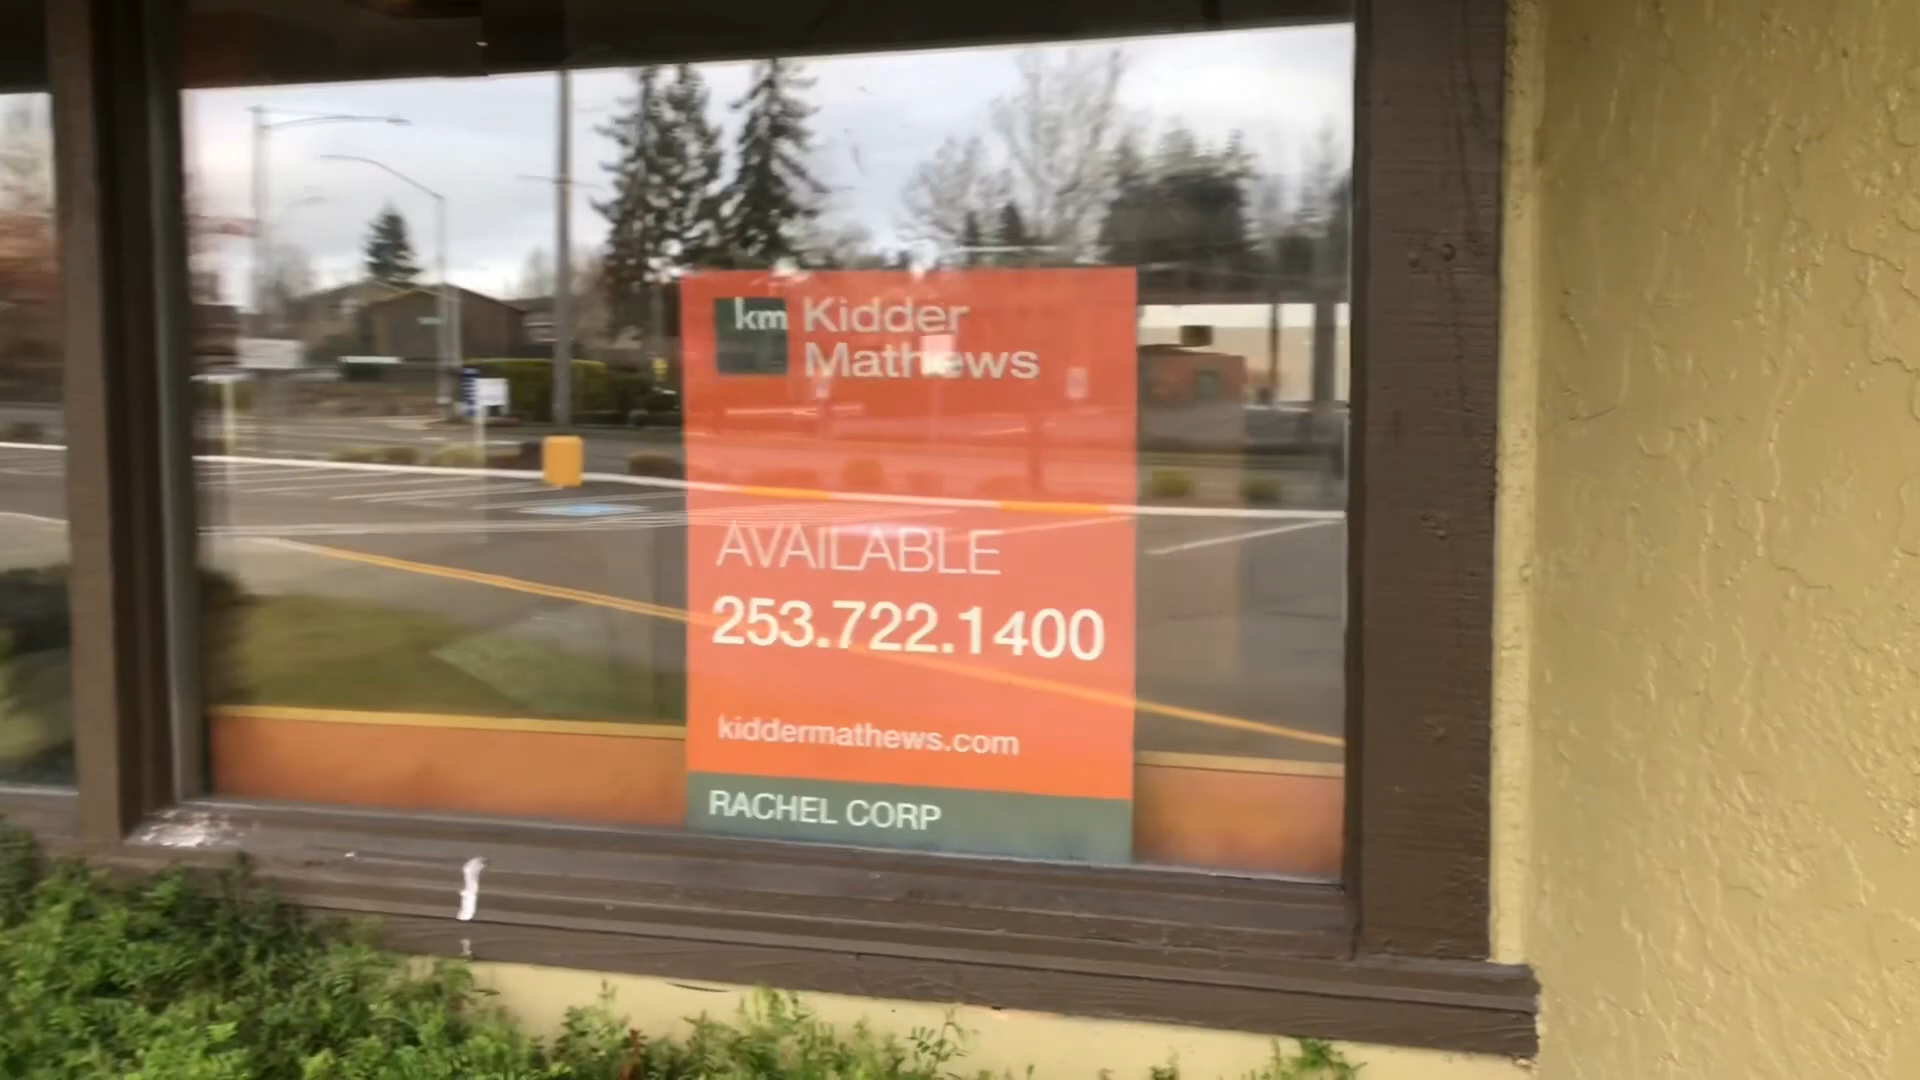 km Kidder
Mathews
AVAILABLE
253.722.1400
kiddermathews.com
RACHEL CORP